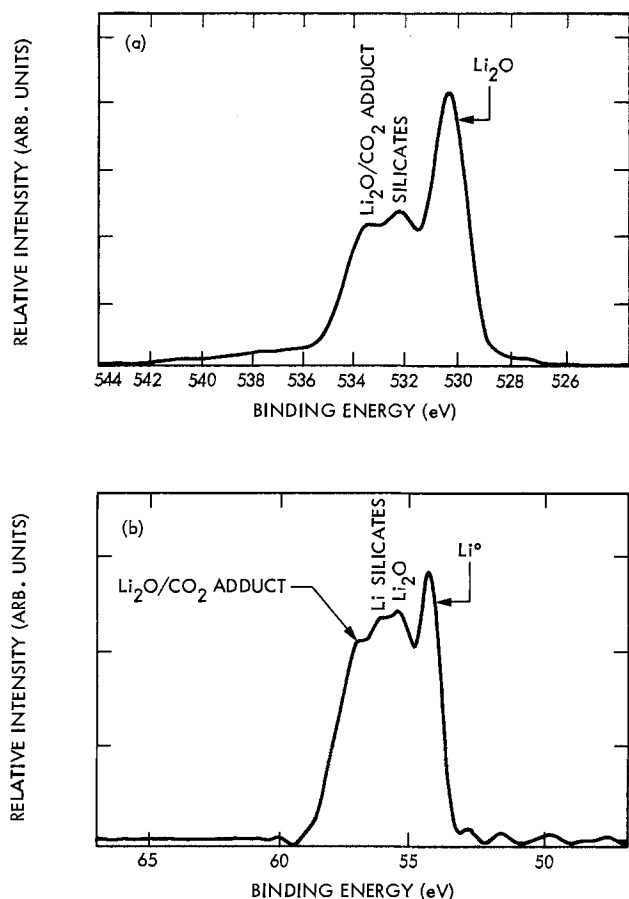 (a)
RELATIVE INTENSITY (ARB. UNITS)
Li₂O/CO₂ ADDUCT
SILICATES
Li₂O
544 542 540 538 536 534 532 530 528 526
BINDING ENERGY (eV)
(b)
RELATIVE INTENSITY (ARB. UNITS)
Li₂O/CO₂ ADDUCT
Li SILICATES
Li₂O
Li°
65 60 55 50
BINDING ENERGY (eV)